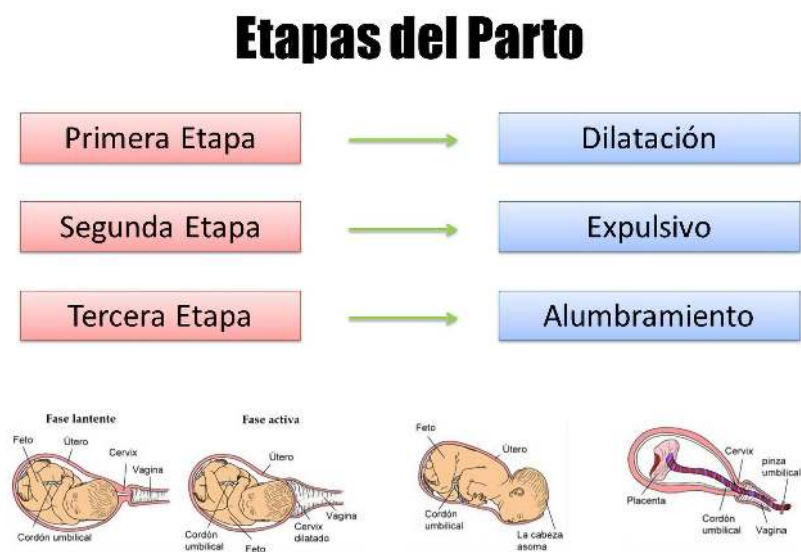 Etapas del Parto
Primera Etapa
Dilatación
Segunda Etapa
Expulsivo
Tercera Etapa
Alumbramiento
Fase lantente
Feto
Útero
Cervix
Vagina
Cordón umbilical
Fase activa
Útero
Vagina
Cordón
umbilical
Cervix
dilatado
Feto
Feto
Útero
Cordón
umbilical
La cabeza
asoma
Cervix
pinza
umbilical
Placenta
Cordón
umbilical
Vagina